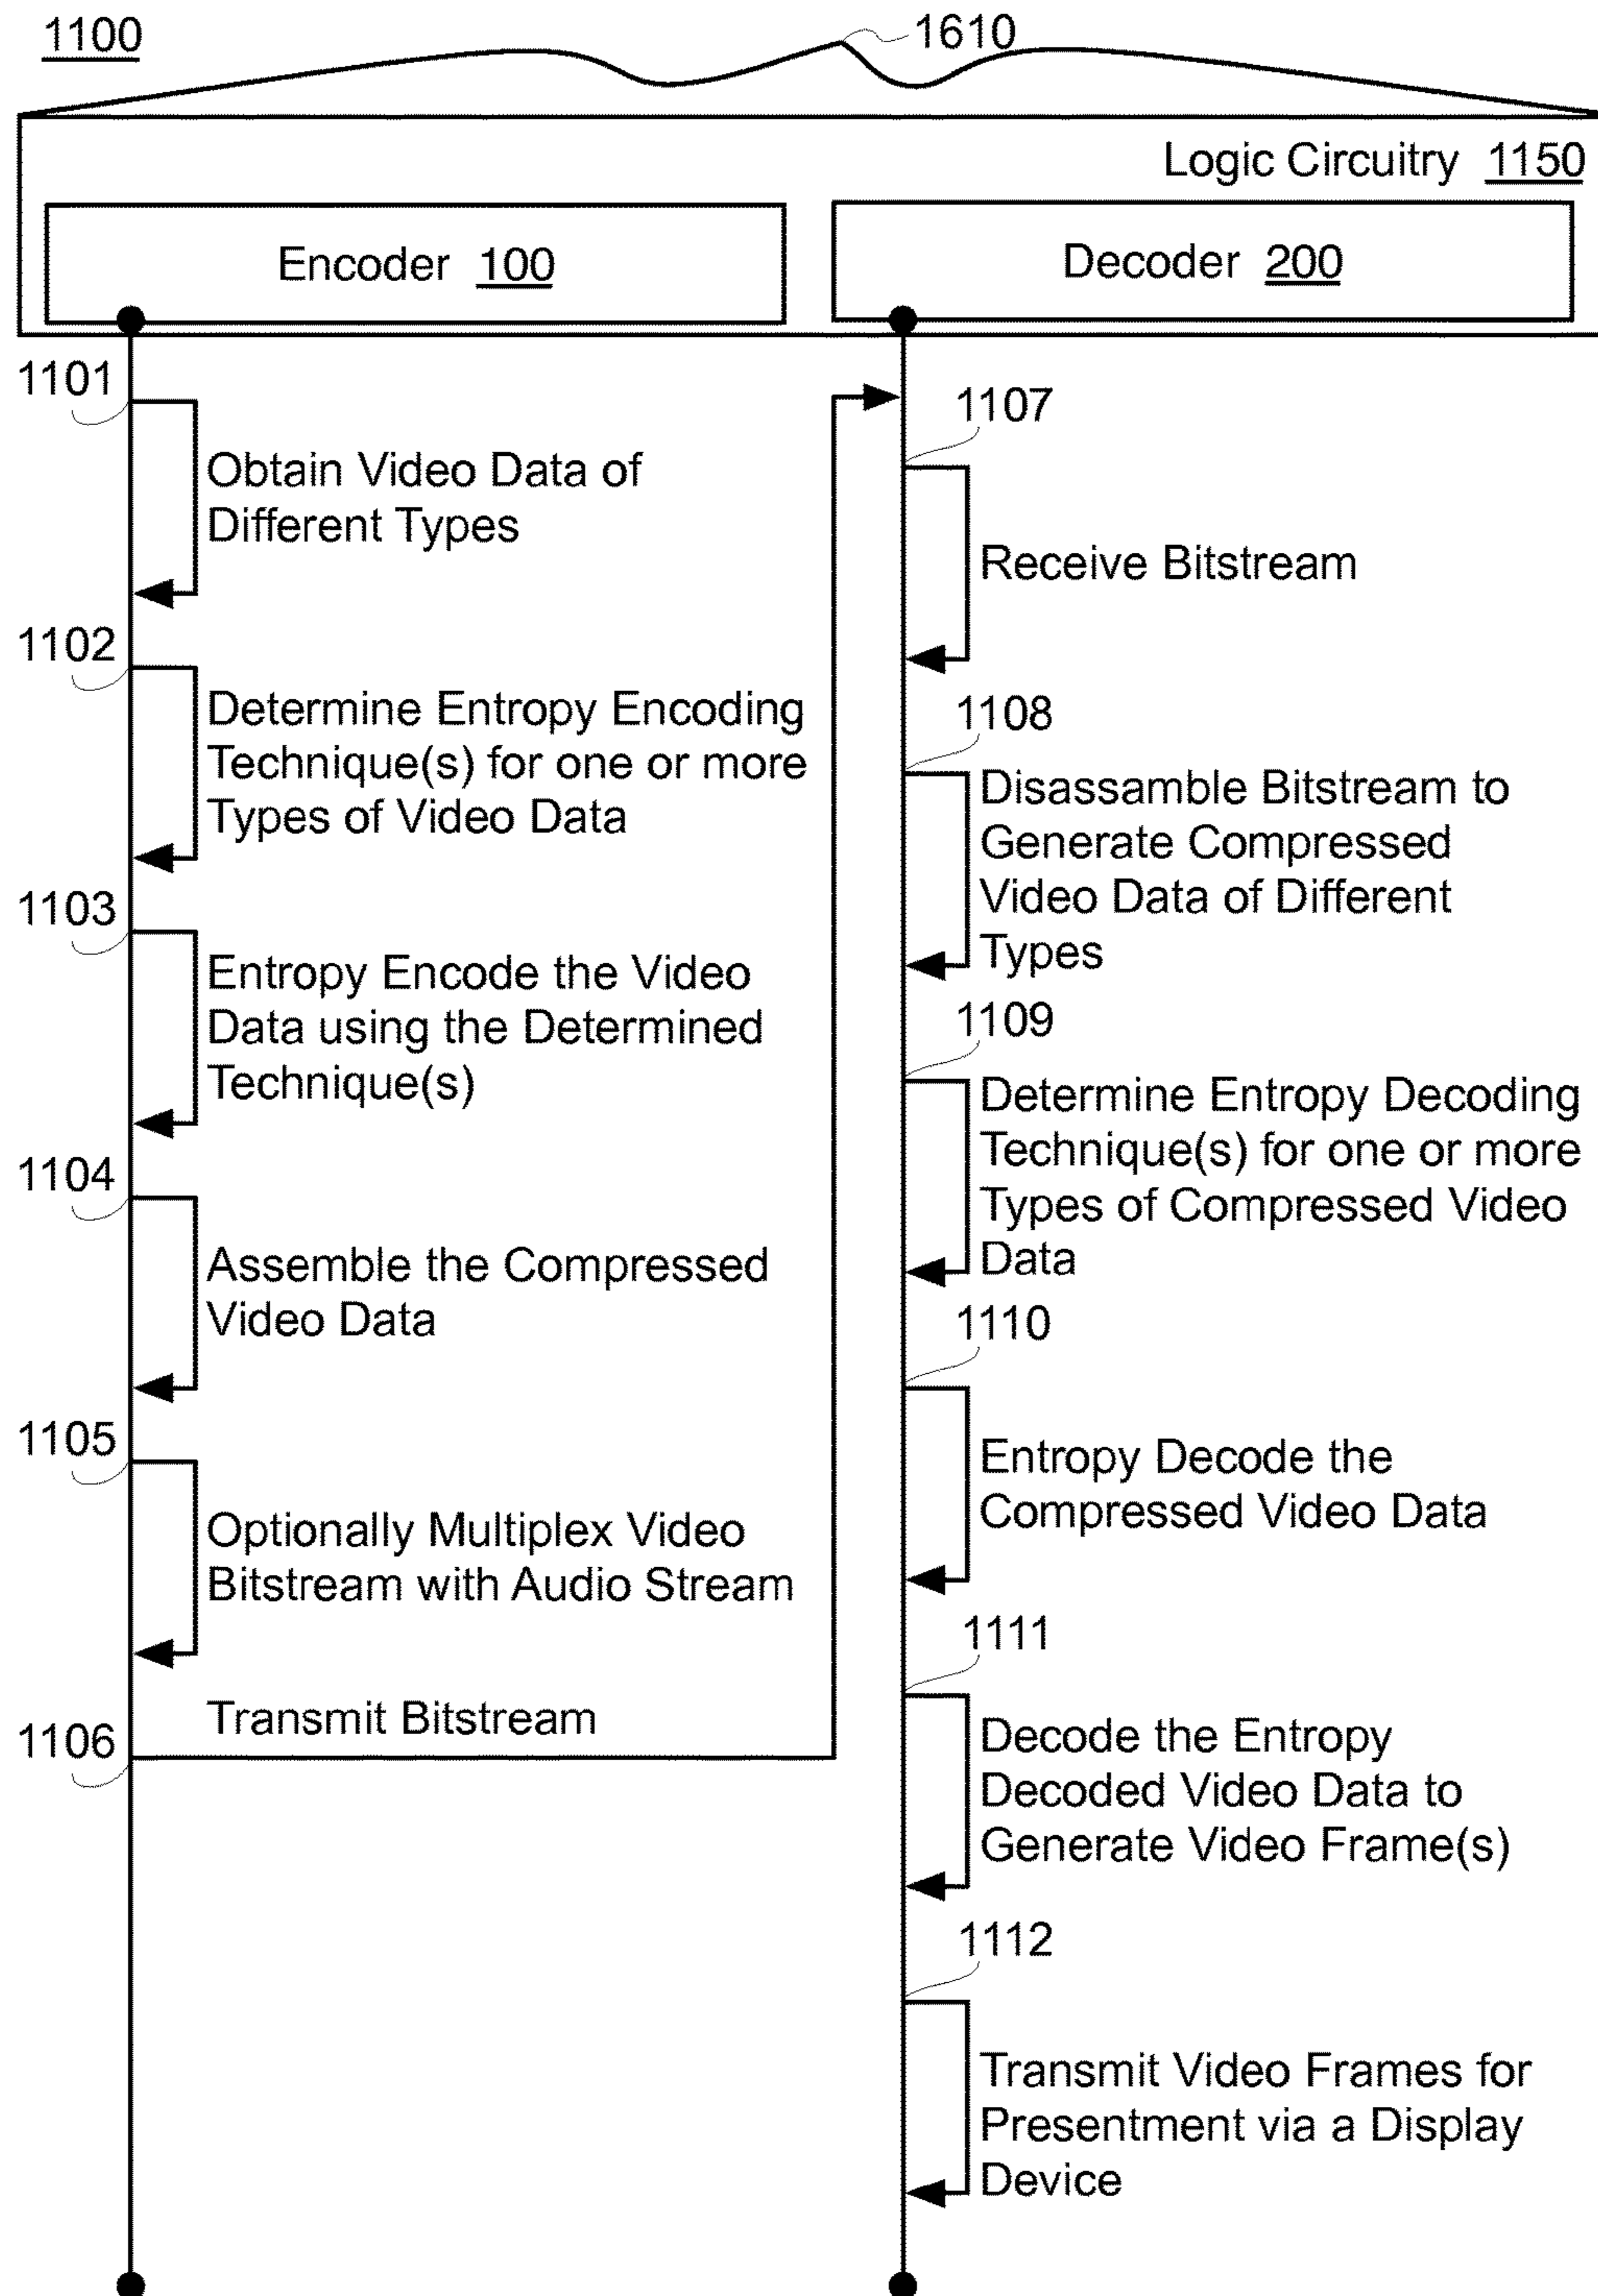 1100
1610
Logic Circuitry 1150
Encoder 100
Decoder 200
1101
Obtain Video Data of
Different Types
1102
Determine Entropy Encoding
Technique(s) for one or more
Types of Video Data
1103
Entropy Encode the Video
Data using the Determined
Technique(s)
1104
Assemble the Compressed
Video Data
1105
Optionally Multiplex Video
Bitstream with Audio Stream
Transmit Bitstream
1106
1107
Receive Bitstream
1108
Disassamble Bitstream to
Generate Compressed
Video Data of Different
Types
1109
Determine Entropy Decoding
Technique(s) for one or more
Types of Compressed Video
Data
1110
Entropy Decode the
Compressed Video Data
1111
Decode the Entropy
Decoded Video Data to
Generate Video Frame(s)
1112
Transmit Video Frames for
Presentment via a Display
Device